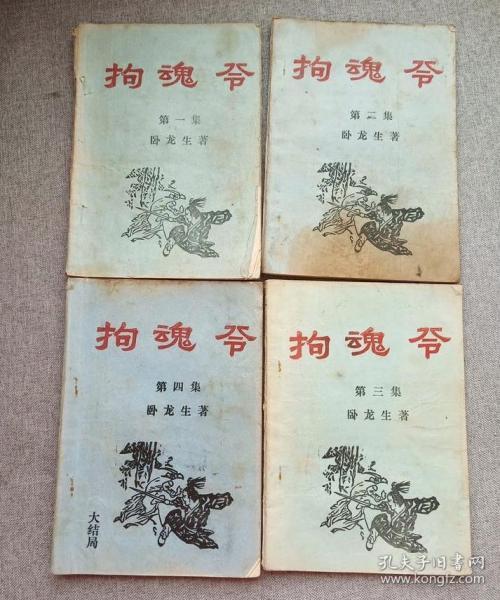 拘魂令
第一集
卧龙生著
拘魂令
第二集
卧龙生著
拘魂令
第四集
卧龙生著
大结局
拘魂令
第三集
卧龙生著
孔夫子旧书网
www.kongfz.com